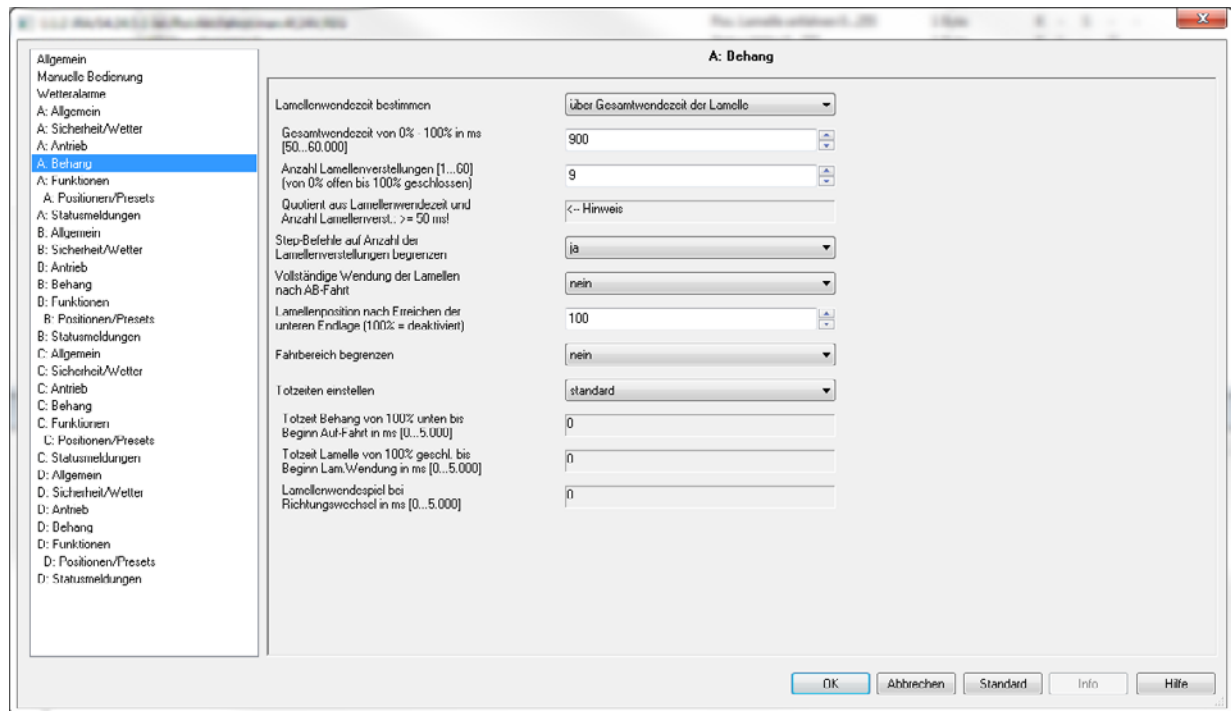 A: Behang
Allgemein
Manuelle Bedienung
Wetteralarme
A: Allgemein
A: Sicherheit/Wetter
A: Antrieb
A: Behang
A: Funktionen
A: Positionen/Presets
A: Statusmeldungen
B: Allgemein
B: Sicherheit/Wetter
B: Antrieb
B: Behang
B: Funktionen
B: Positionen/Presets
B: Statusmeldungen
C: Allgemein
C: Sicherheit/Wetter
C: Antrieb
C: Behang
C: Funktionen
C: Positionen/Presets
C: Statusmeldungen
D: Allgemein
D: Sicherheit/Wetter
D: Antrieb
D: Behang
D: Funktionen
D: Positionen/Presets
D: Statusmeldungen
Lamellenwendezeit bestimmen
über Gesamtwendezeit der Lamelle
Gesamtwendezeit von 0% - 100% in ms
[50...60.000]
900
Anzahl Lamellenverstellungen [1...60]
(von 0% offen bis 100% geschlossen)
9
Quotient aus Lamellenwendezeit und
Anzahl Lamellenverst.: >= 50 ms!
<-- Hinweis
Step-Befehle auf Anzahl der
Lamellenverstellungen begrenzen
ja
Vollständige Wendung der Lamellen
nach AB-Fahrt
nein
Lamellenposition nach Erreichen der
unteren Endlage (100% = deaktiviert)
100
Fahrbereich begrenzen
nein
Totzeiten einstellen
standard
Totzeit Behang von 100% unten bis
Beginn Auf-Fahrt in ms [0...5.000]
0
Totzeit Lamelle von 100% geschl. bis
Beginn Lam.Wendung in ms [0...5.000]
0
Lamellenwendespiel bei
Richtungswechsel in ms [0...5.000]
0
OK
Abbrechen
Standard
Info
Hilfe